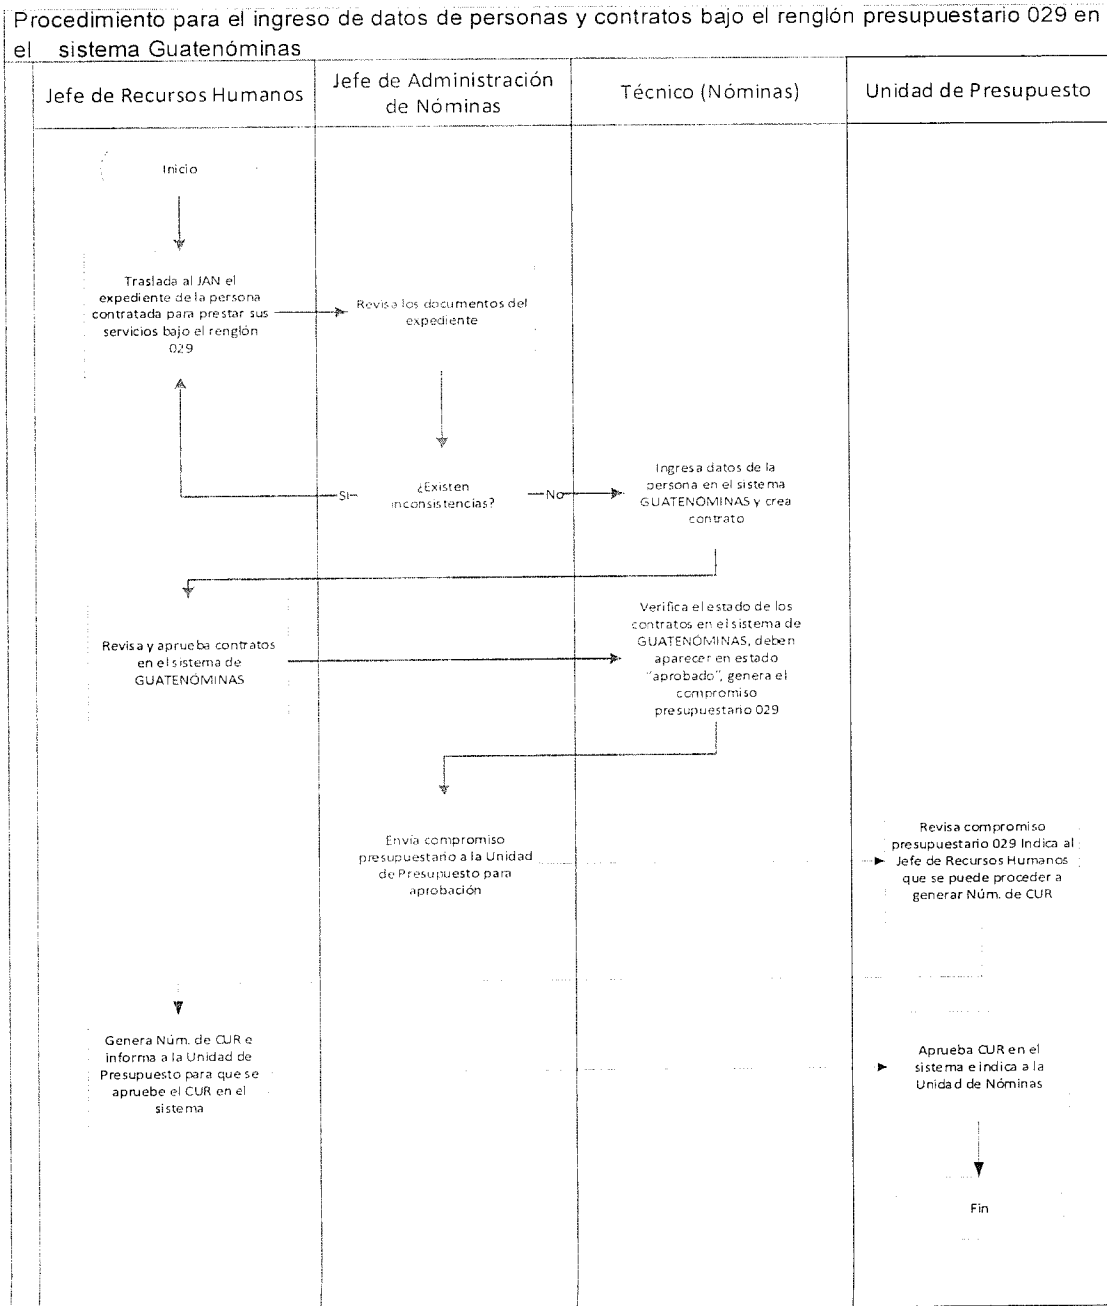 Procedimiento para el ingreso de datos de personas y contratos bajo el renglón presupuestario 029 en
el sistema Guatenóminas
Jefe de Recursos Humanos
Jefe de Administración
de Nóminas
Técnico (Nóminas)
Unidad de Presupuesto
Inicio
Traslada al JAN el
expediente de la persona
contratada para prestar sus
servicios bajo el renglón
029
Revisa los documentos del
expediente
¿Existen
inconsistencias?
Si
No
Ingresa datos de la
persona en el sistema
GUATENÓMINAS y crea
contrato
Revisa y aprueba contratos
en el sistema de
GUATENÓMINAS
Verifica el estado de los
contratos en el sistema de
GUATENÓMINAS, deben
aparecer en estado
"aprobado", genera el
compromiso
presupuestario 029
Envía compromiso
presupuestario a la Unidad
de Presupuesto para
aprobación
Revisa compromiso
presupuestario 029 Indica al
Jefe de Recursos Humanos
que se puede proceder a
generar Núm. de CUR
Genera Núm. de CUR e
informa a la Unidad de
Presupuesto para que se
apruebe el CUR en el
sistema
Aprueba CUR en el
sistema e indica a la
Unidad de Nóminas
Fin